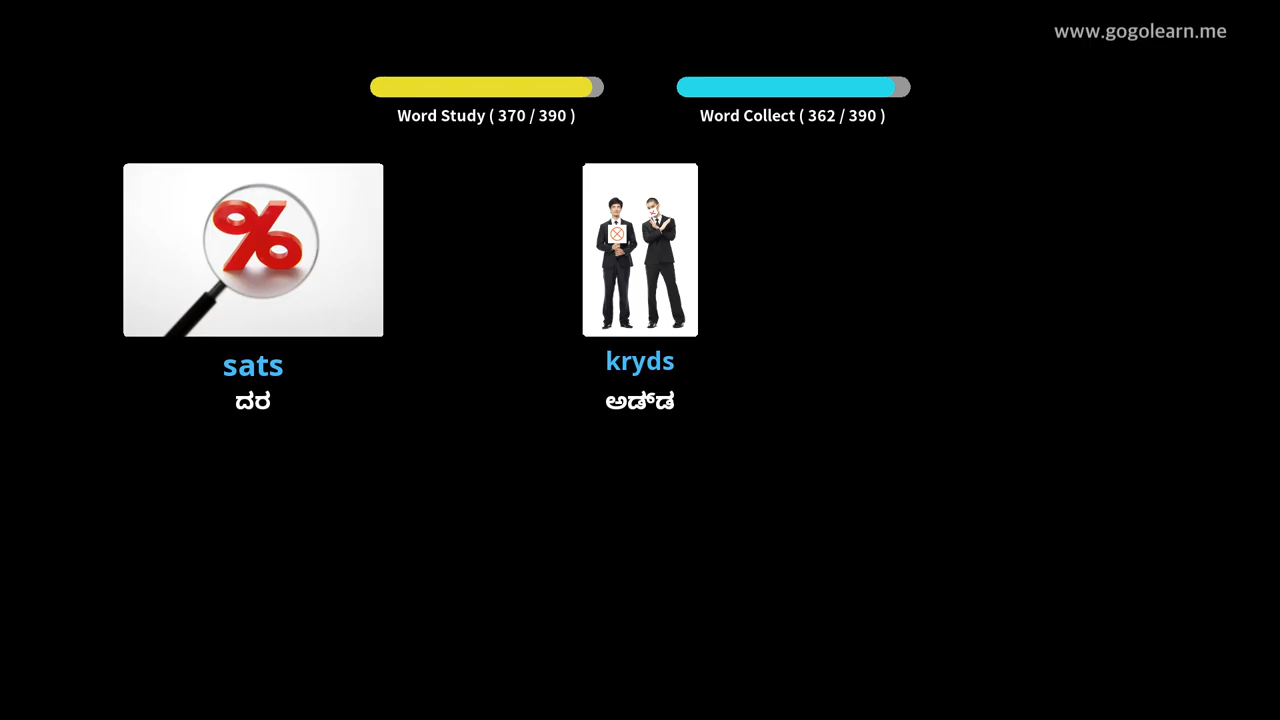 www.gogolearn.me
Word Study ( 370 / 390 )
Word Collect ( 362 / 390 )
%
sats
ದರ
kryds
ಅಡ್‌ಡ